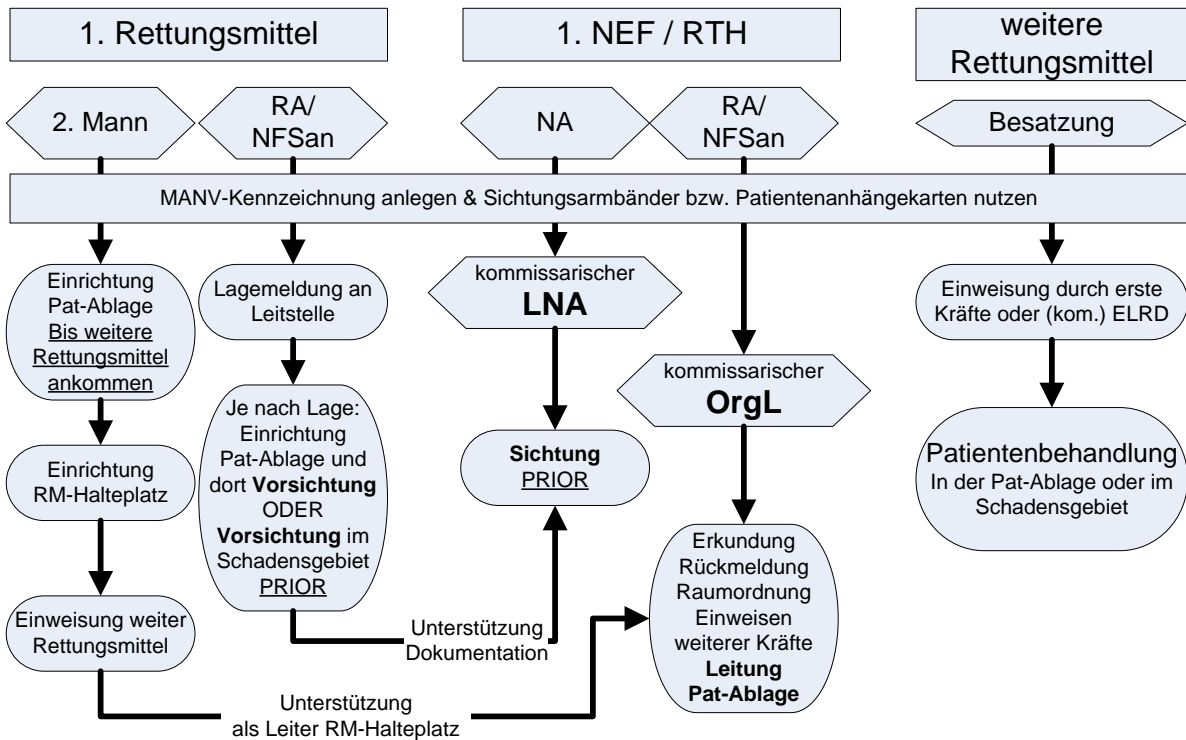 1. Rettungsmittel
1. NEF / RTH
weitere
Rettungsmittel
2. Mann
RA/
NFSan
NA
RA/
NFSan
Besatzung
MANV-Kennzeichnung anlegen & Sichtungsarmbänder bzw. Patientenanhängekarten nutzen
Einrichtung
Pat-Ablage
Bis weitere
Rettungsmittel
ankommen
Einrichtung
RM-Halteplatz
Einweisung weiter
Rettungsmittel
Lagemeldung an
Leitstelle
Je nach Lage:
Einrichtung
Pat-Ablage und
dort Vorsichtung
ODER
Vorsichtung im
Schadensgebiet
PRIOR
kommissarischer
LNA
Sichtung
PRIOR
kommissarischer
OrgL
Erkundung
Rückmeldung
Raumordnung
Einweisen
weiterer Kräfte
Leitung
Pat-Ablage
Einweisung durch erste
Kräfte oder (kom.) ELRD
Patientenbehandlung
In der Pat-Ablage oder im
Schadensgebiet
Unterstützung
Dokumentation
Unterstützung
als Leiter RM-Halteplatz